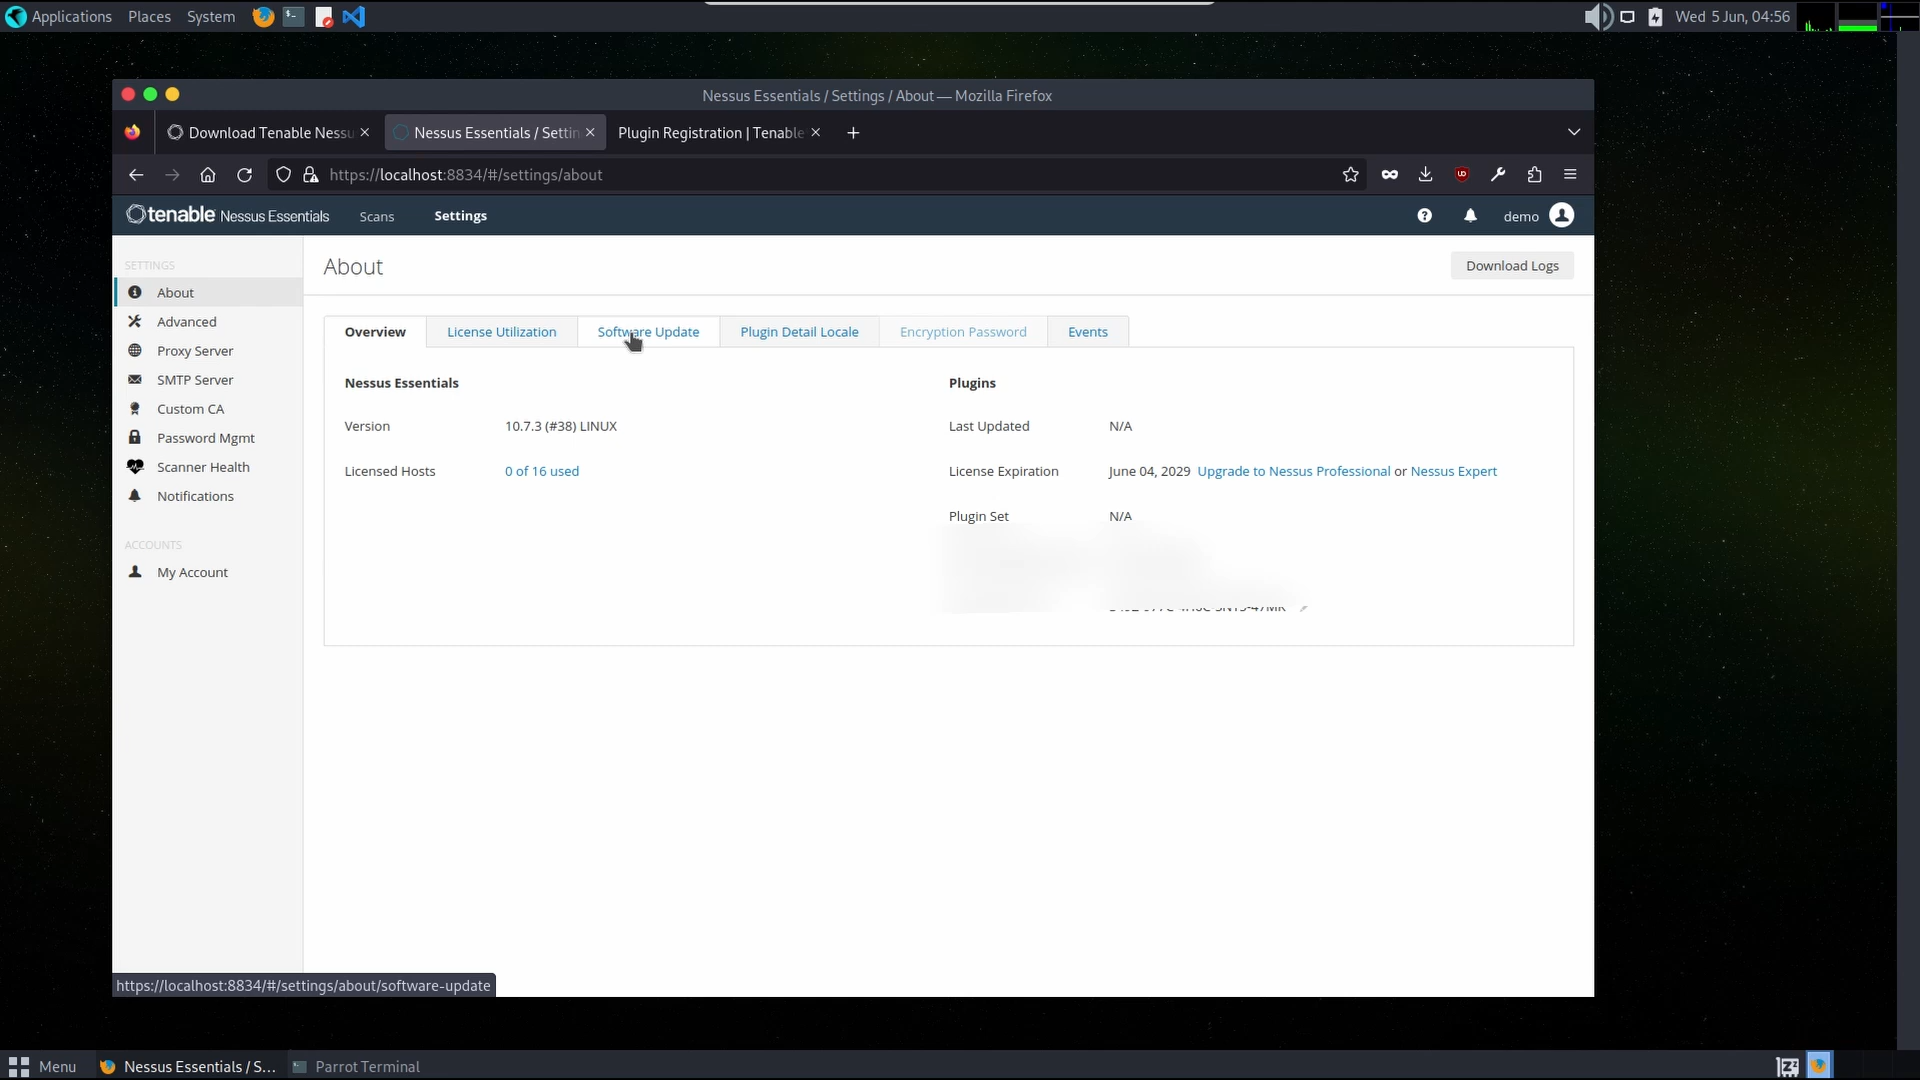 Applications Places System
Wed 5 Jun, 04:56
Nessus Essentials / Settings / About — Mozilla Firefox
Download Tenable Nessu
Nessus Essentials / Settin
Plugin Registration | Tenable
https://localhost:8834/#/settings/about
tenable Nessus Essentials
Scans
Settings
demo
SETTINGS
About
Advanced
Proxy Server
SMTP Server
Custom CA
Password Mgmt
Scanner Health
Notifications
ACCOUNTS
My Account
About
Download Logs
Overview
License Utilization
Software Update
Plugin Detail Locale
Encryption Password
Events
Nessus Essentials
Version 10.7.3 (#38) LINUX
Licensed Hosts 0 of 16 used
Plugins
Last Updated N/A
License Expiration June 04, 2029 Upgrade to Nessus Professional or Nessus Expert
Plugin Set N/A
https://localhost:8834/#/settings/about/software-update
Menu
Nessus Essentials / S...
Parrot Terminal